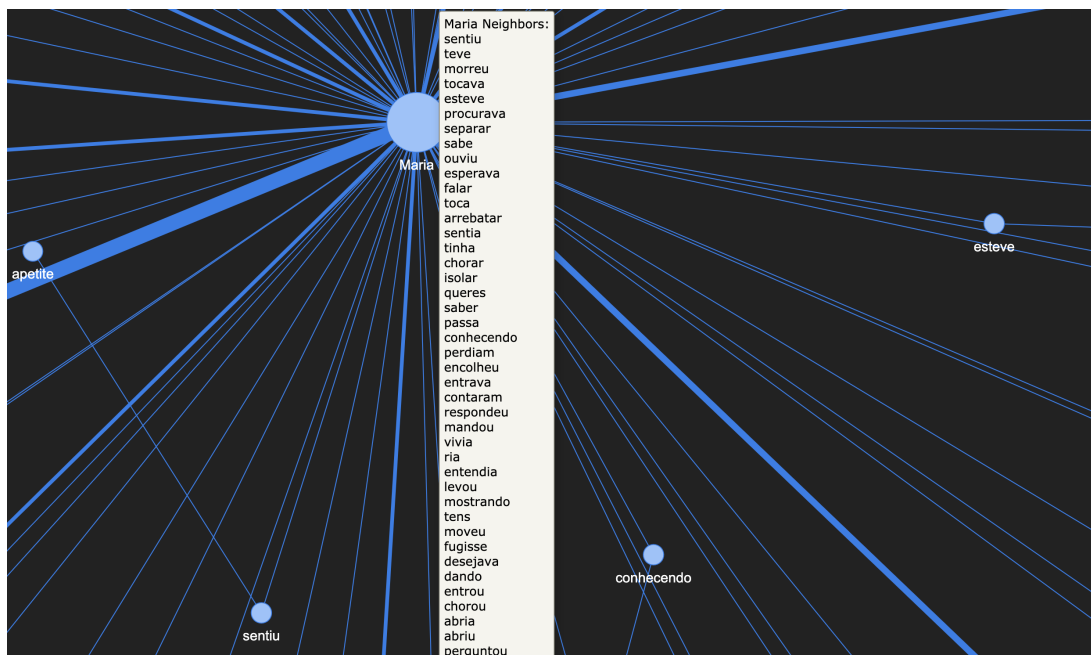 Maria Neighbors:
sentiu
teve
morreu
tocava
esteve
procurava
separar
sabe
ouviu
esperava
falar
toca
arrebatar
sentia
tinha
chorar
isolar
queres
saber
passa
conhecendo
perdiam
encolheu
entrava
contaram
respondeu
mandou
vivia
ria
entendia
levou
mostrando
tens
moveu
fugisse
desejava
dando
entrou
chorou
abria
abriu
perguntou
Maria
esteve
apetite
conhecendo
sentiu